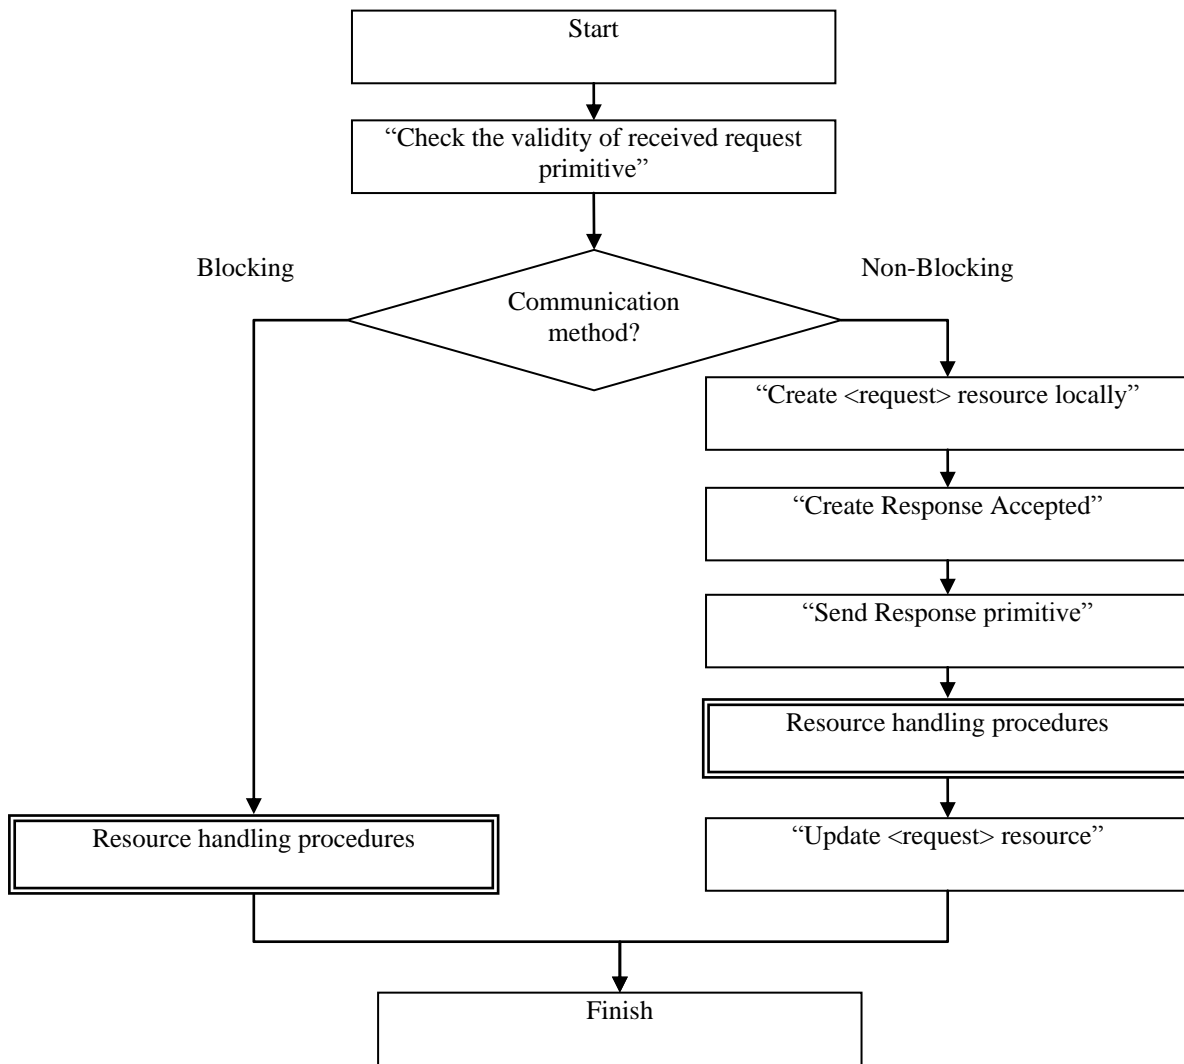 Start
“Check the validity of received request
primitive”
Blocking
Non-Blocking
Communication
method?
“Create <request> resource locally”
“Create Response Accepted”
“Send Response primitive”
Resource handling procedures
Resource handling procedures
“Update <request> resource”
Finish